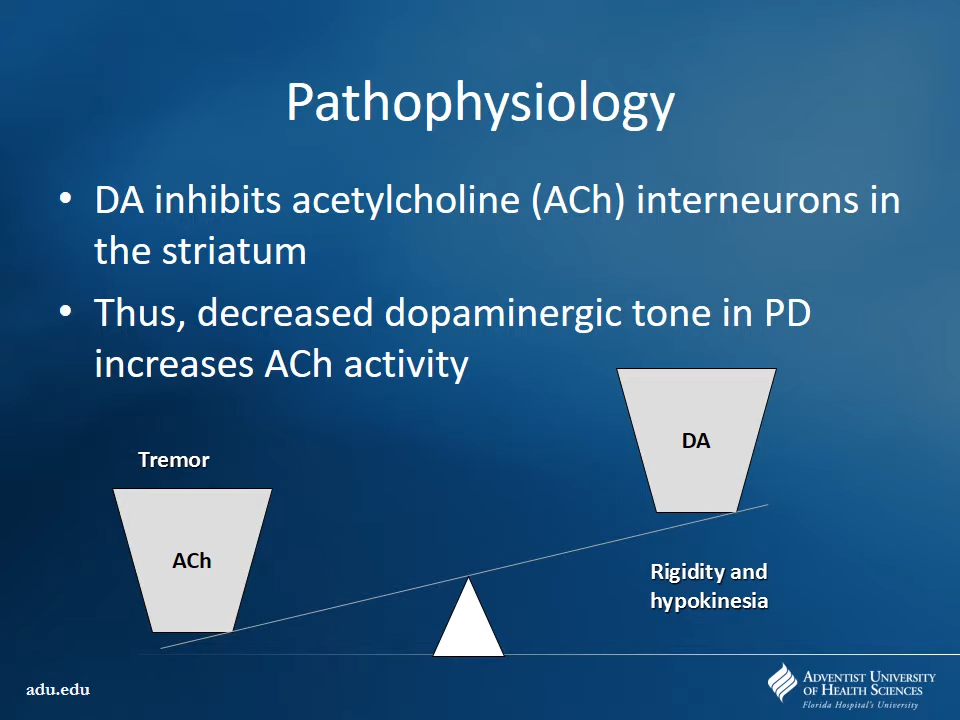 Pathophysiology
• DA inhibits acetylcholine (ACh) interneurons in
the striatum
• Thus, decreased dopaminergic tone in PD
increases ACh activity
DA
Tremor
ACh
Rigidity and
hypokinesia
adu.edu
ADVENTIST UNIVERSITY
OF HEALTH SCIENCES
Florida Hospital's University